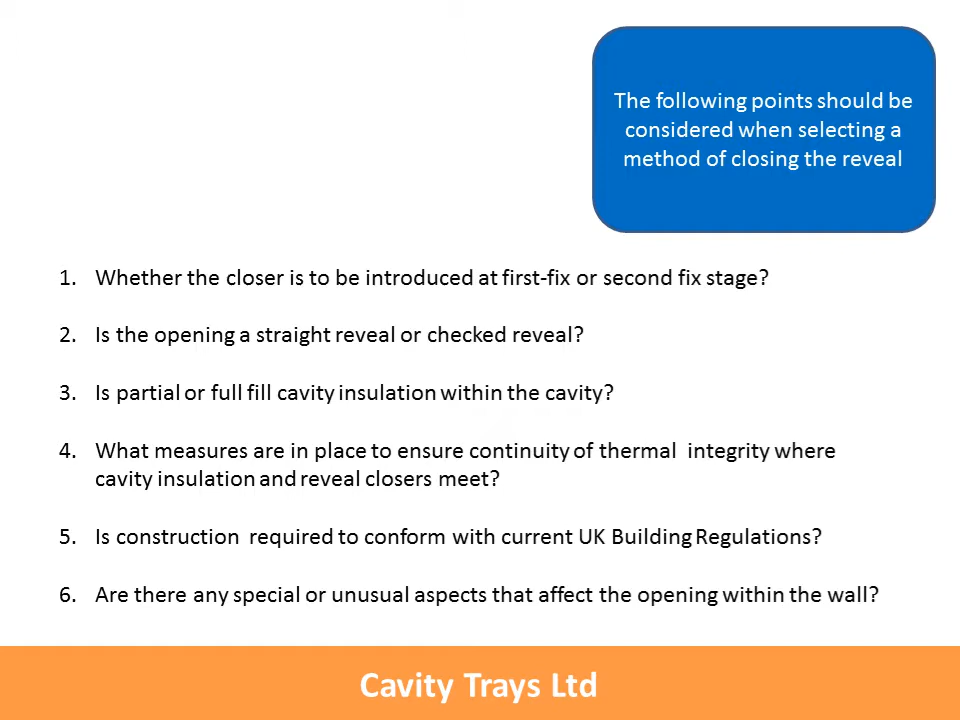 The following points should be
considered when selecting a
method of closing the reveal
1. Whether the closer is to be introduced at first-fix or second fix stage?
2. Is the opening a straight reveal or checked reveal?
3. Is partial or full fill cavity insulation within the cavity?
4. What measures are in place to ensure continuity of thermal  integrity where
cavity insulation and reveal closers meet?
5. Is construction  required to conform with current UK Building Regulations?
6. Are there any special or unusual aspects that affect the opening within the wall?
Cavity Trays Ltd